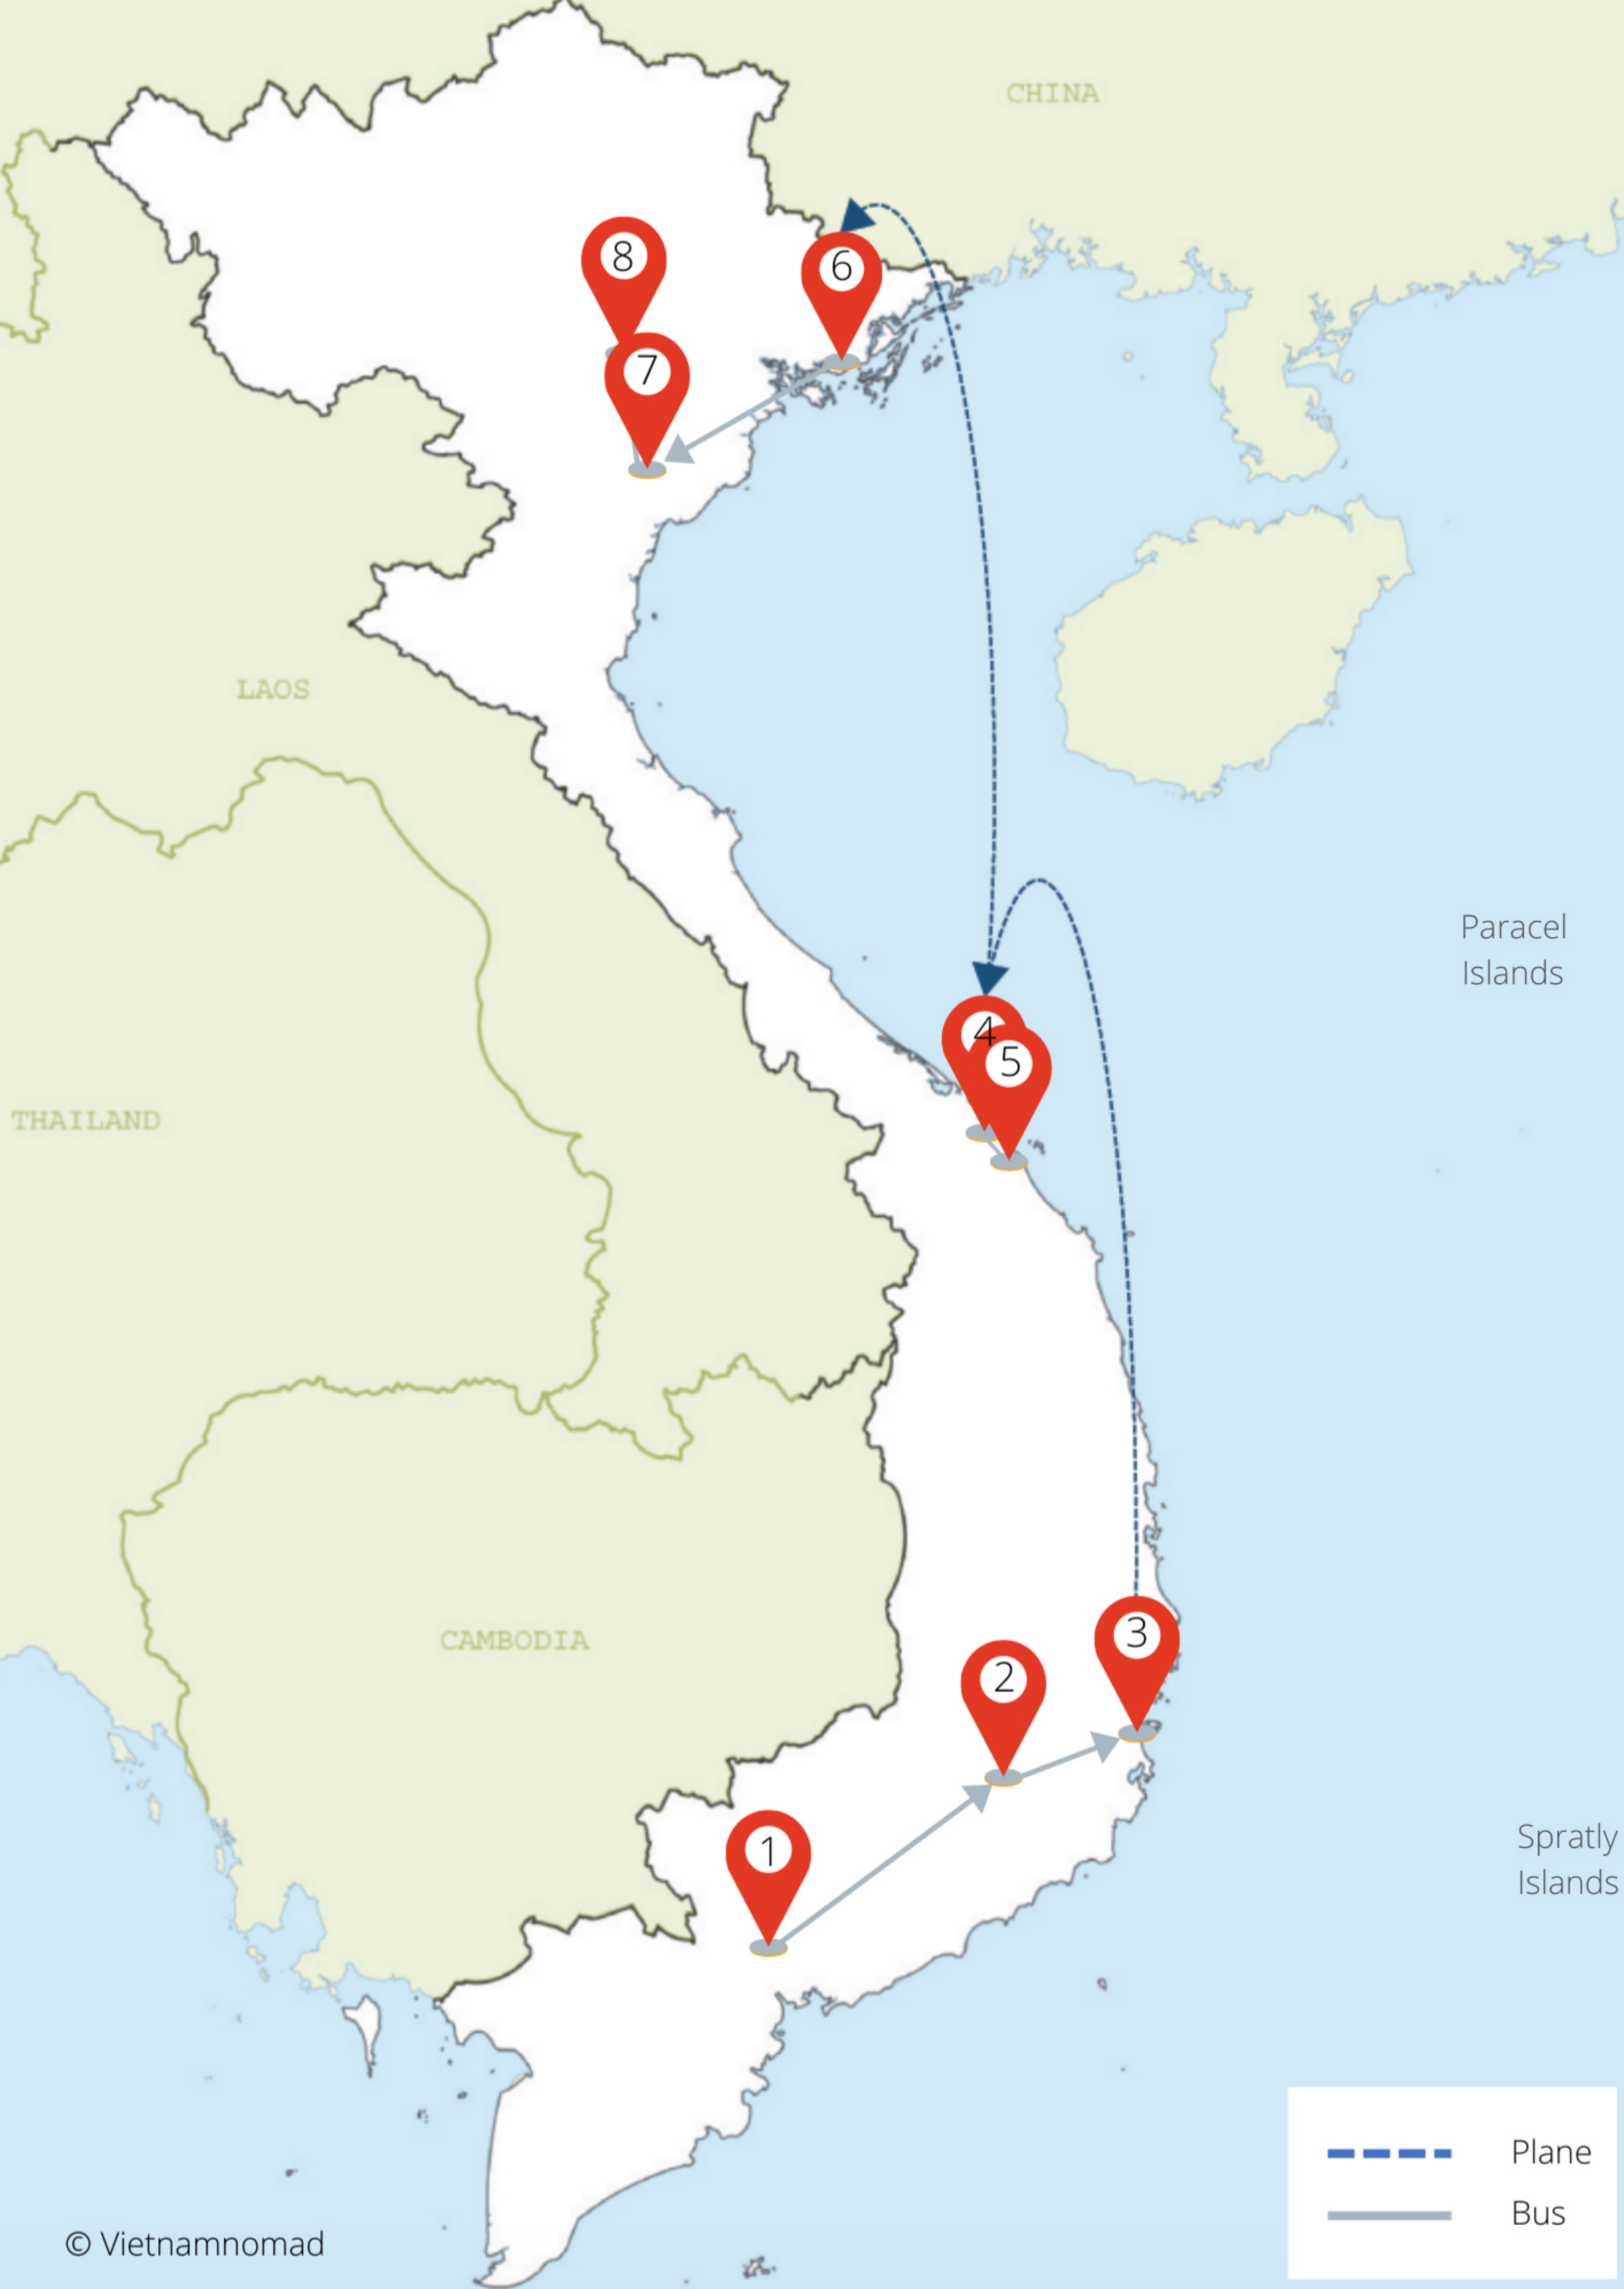 CHINA
8
6
7
LAOS
Paracel
Islands
4
5
THAILAND
3
CAMBODIA
2
1
Spratly
Islands
Plane
Bus
© Vietnamnomad